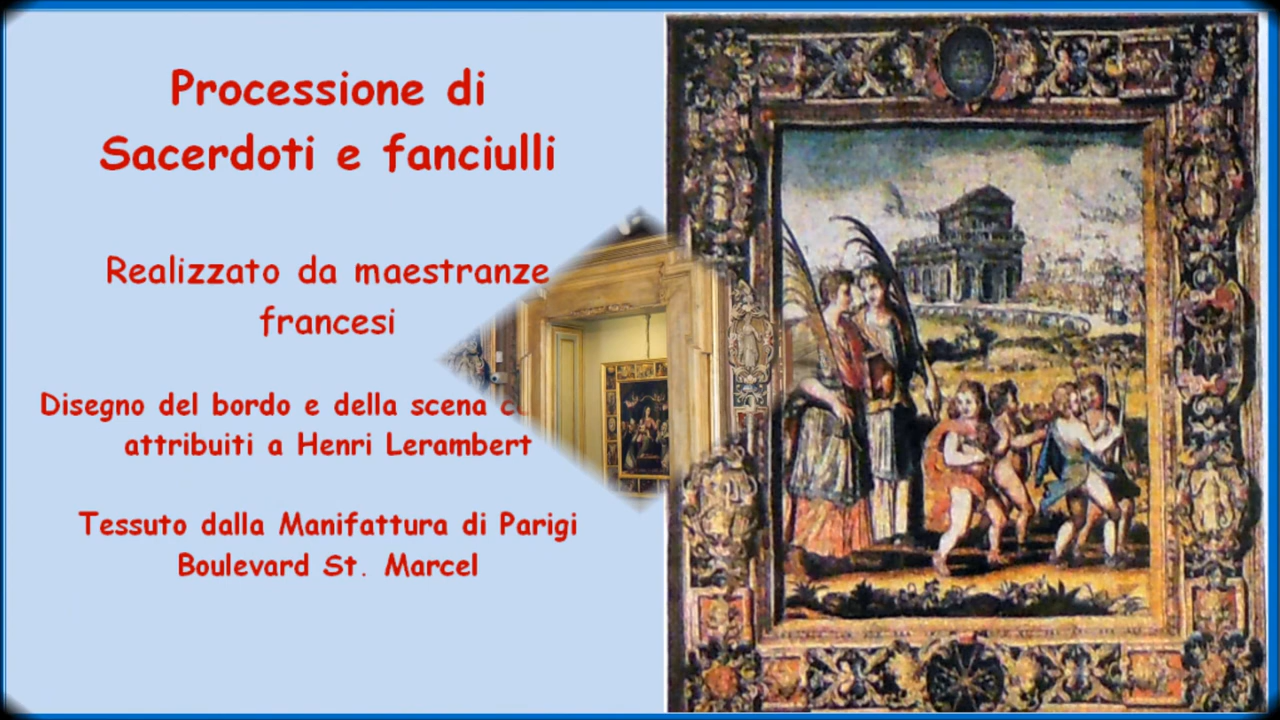 Processione di
Sacerdoti e fanciulli
Realizzato da maestranze
francesi
Disegno del bordo e della scena
attribuiti a Henri Lerambert
Tessuto dalla Manifattura di Parigi
Boulevard St. Marcel